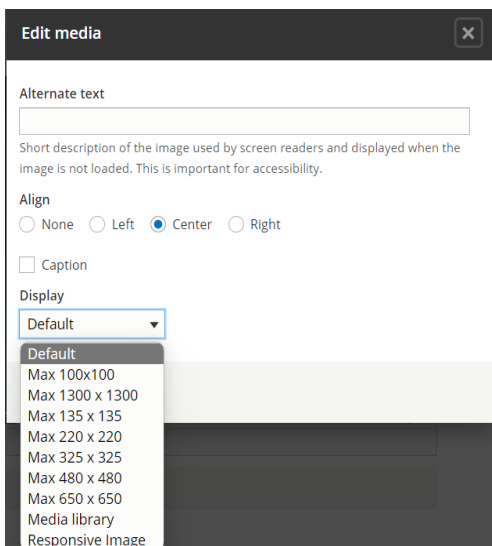 Edit media
Alternate text
Short description of the image used by screen readers and displayed when the
image is not loaded. This is important for accessibility.
Align
None Left Center Right
Caption
Display
Default
Default
Max 100x100
Max 1300 x 1300
Max 135 x 135
Max 220 x 220
Max 325 x 325
Max 480 x 480
Max 650 x 650
Media library
Responsive Image